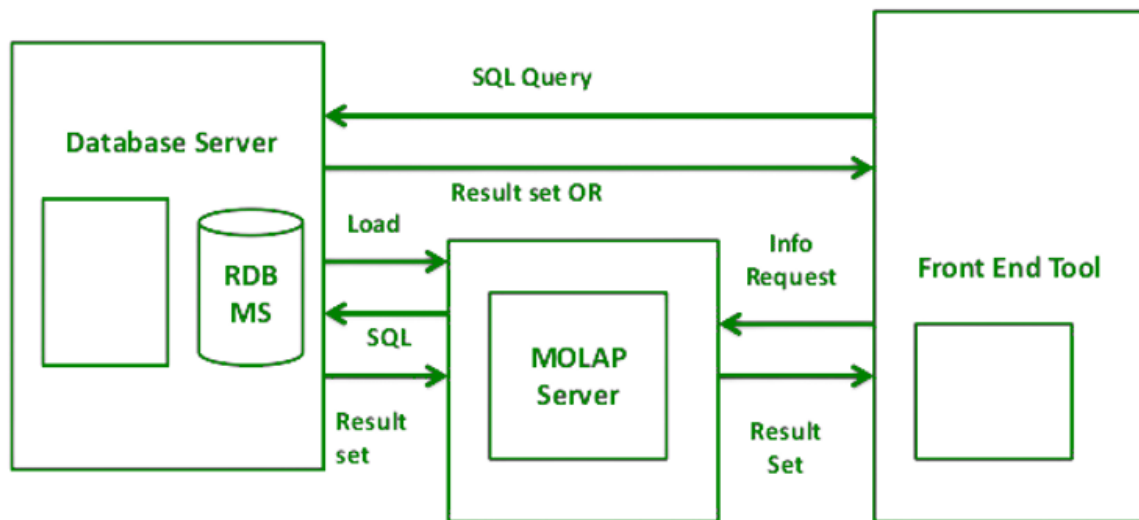 SQL Query
Database Server
Result set OR
Load
RDB
MS
SQL
Result
set
MOLAP
Server
Info
Request
Result
Set
Front End Tool